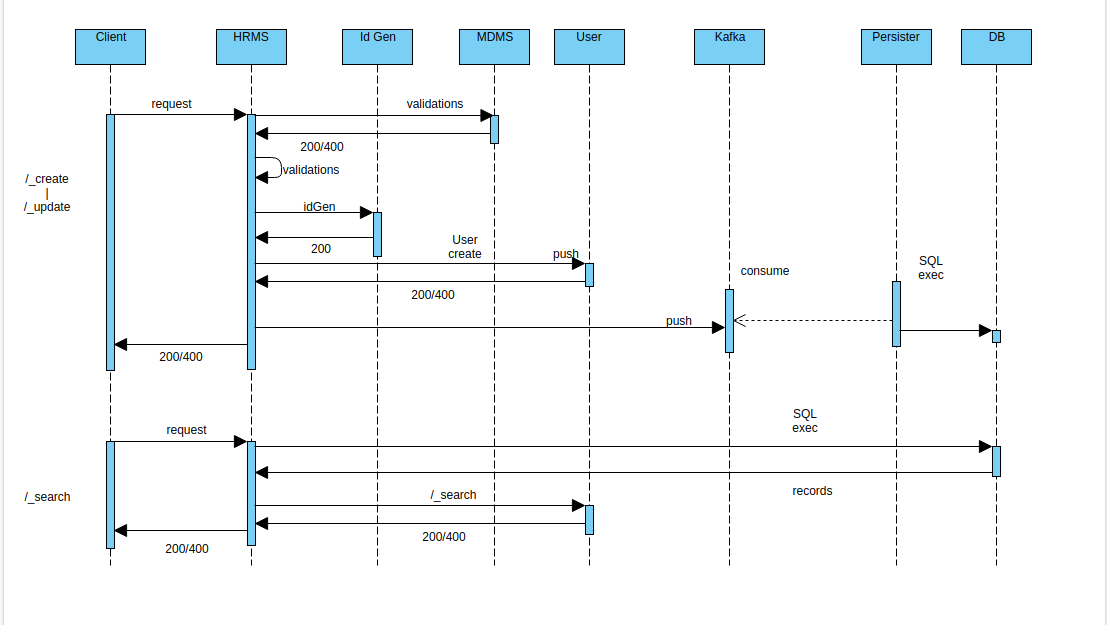 Client
HRMS
Id Gen
MDMS
User
Kafka
Persister
DB
request
validations
200/400
validations
/_create
|
/_update
idGen
200
User
create
push
200/400
consume
SQL
exec
push
200/400
SQL
exec
request
records
/_search
/_search
200/400
200/400